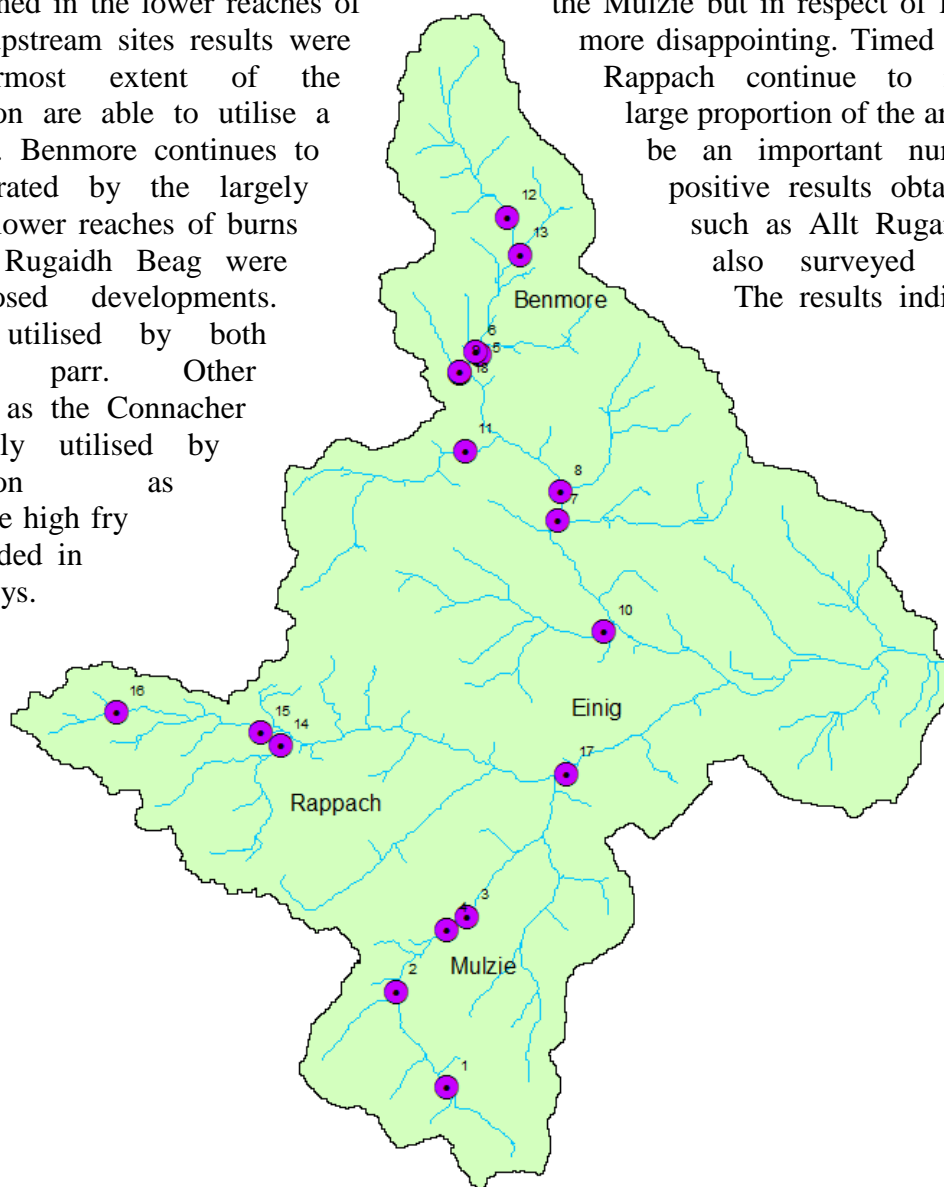 ned in the lower reaches of the Mulzie but in respect of
pstream sites results were more disappointing. Timed
rmost extent of the Rappach continue to
on are able to utilise a large proportion of the ar
. Benmore continues to be an important nur
rated by the largely positive results obta
lower reaches of burns such as Allt Rugai
Rugaidh Beag were also surveyed
osed developments. The results indi
utilised by both
parr. Other
as the Connacher
ly utilised by
on as
e high fry
ded in
ys.
12
13
Benmore
6
5
18
11
8
7
10
Einig
16
15
14
17
Rappach
3
4
Mulzie
2
1